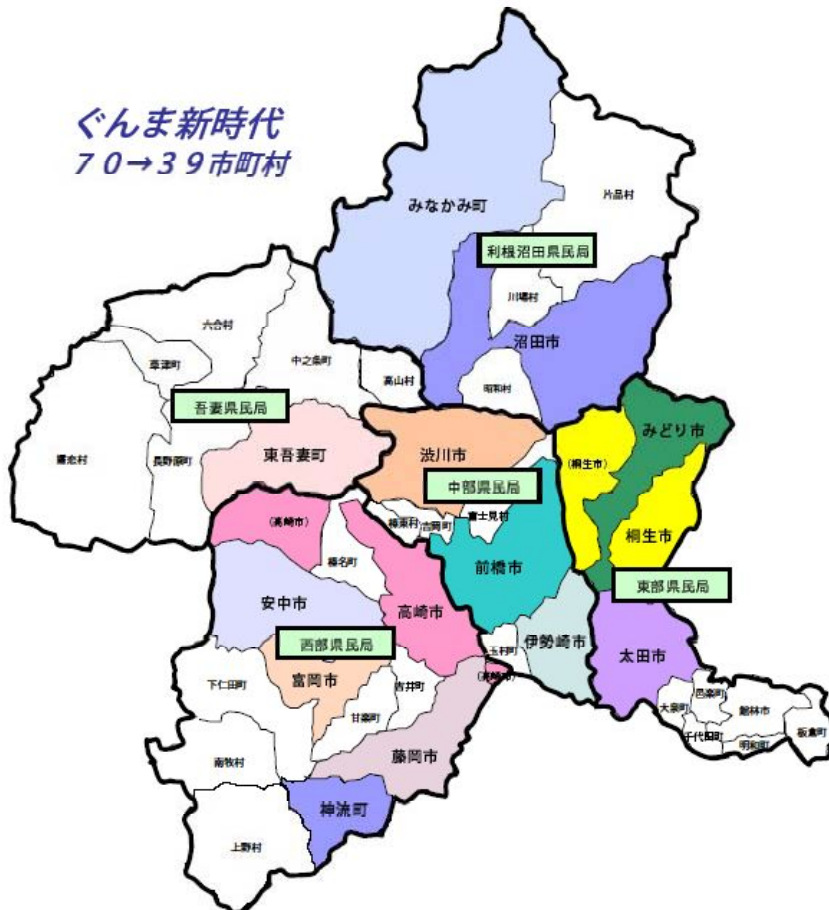 ぐんま新時代
７０→３９市町村
みなかみ町
片品村
利根沼田県民局
川場村
沼田市
六合村
草津町
中之条町
高山村
昭和村
吾妻県民局
みどり市
嬬恋村
長野原町
東吾妻町
渋川市
(桐生市)
中部県民局
桐生市
(高崎市)
榛東村
吉岡町
富士見村
榛名町
前橋市
東部県民局
安中市
高崎市
西部県民局
玉村町
伊勢崎市
太田市
下仁田町
富岡市
吉井町
(高崎市)
甘楽町
大泉町
邑楽町
館林市
板倉町
千代田町
明和町
南牧村
藤岡市
神流町
上野村